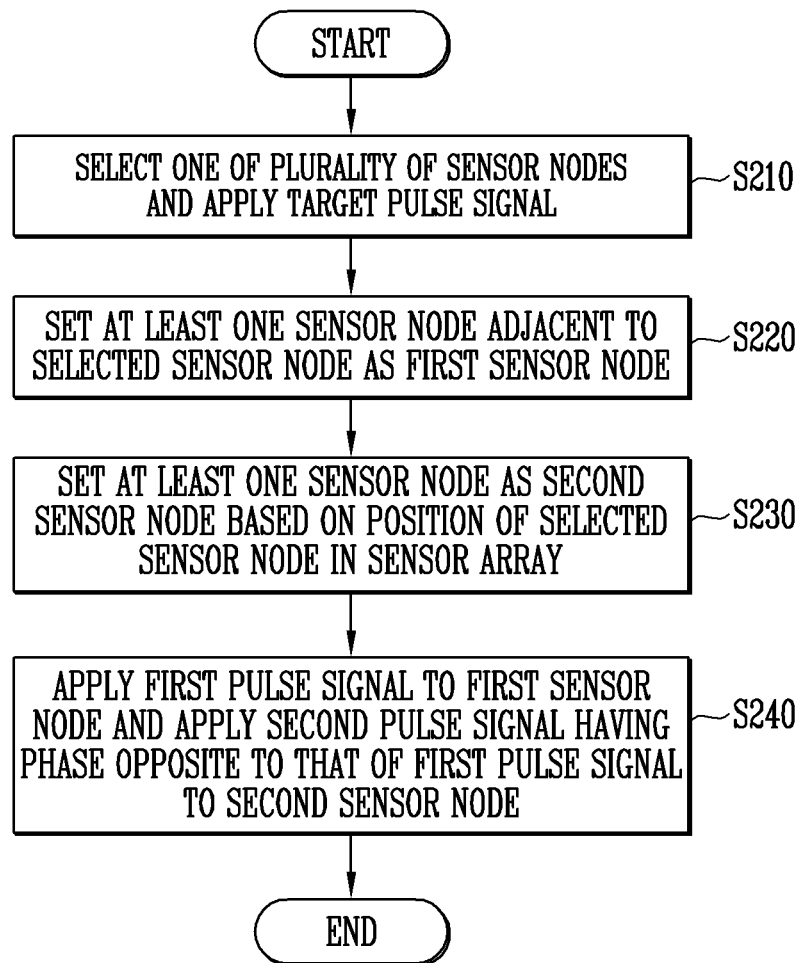 START
SELECT ONE OF PLURALITY OF SENSOR NODES
AND APPLY TARGET PULSE SIGNAL
S210
SET AT LEAST ONE SENSOR NODE ADJACENT TO
SELECTED SENSOR NODE AS FIRST SENSOR NODE
S220
SET AT LEAST ONE SENSOR NODE AS SECOND
SENSOR NODE BASED ON POSITION OF SELECTED
SENSOR NODE IN SENSOR ARRAY
S230
APPLY FIRST PULSE SIGNAL TO FIRST SENSOR
NODE AND APPLY SECOND PULSE SIGNAL HAVING
PHASE OPPOSITE TO THAT OF FIRST PULSE SIGNAL
TO SECOND SENSOR NODE
S240
END